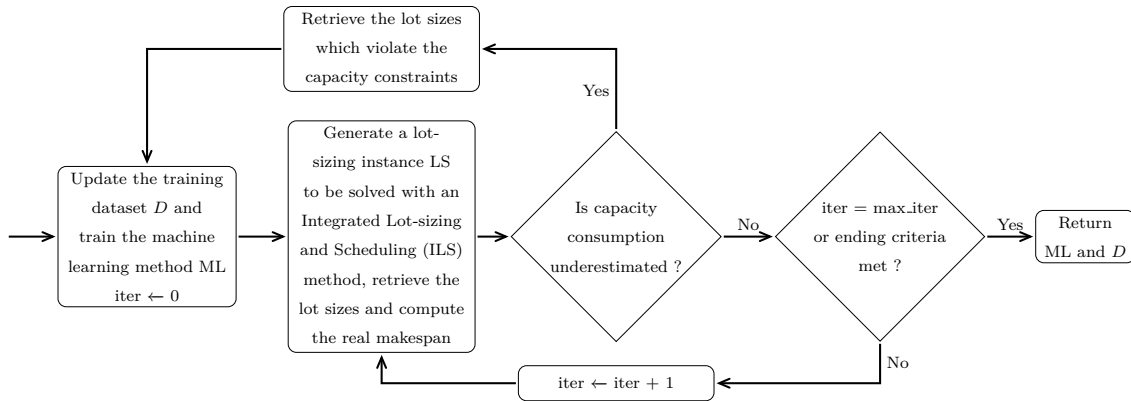 Retrieve the lot sizes
which violate the
capacity constraints
Yes
Update the training
dataset D and
train the machine
learning method ML
iter ← 0
Generate a lot-
sizing instance LS
to be solved with an
Integrated Lot-sizing
and Scheduling (ILS)
method, retrieve the
lot sizes and compute
the real makespan
Is capacity
consumption
underestimated ?
No
iter = max_iter
or ending criteria
met ?
Yes
Return
ML and D
No
iter ← iter + 1